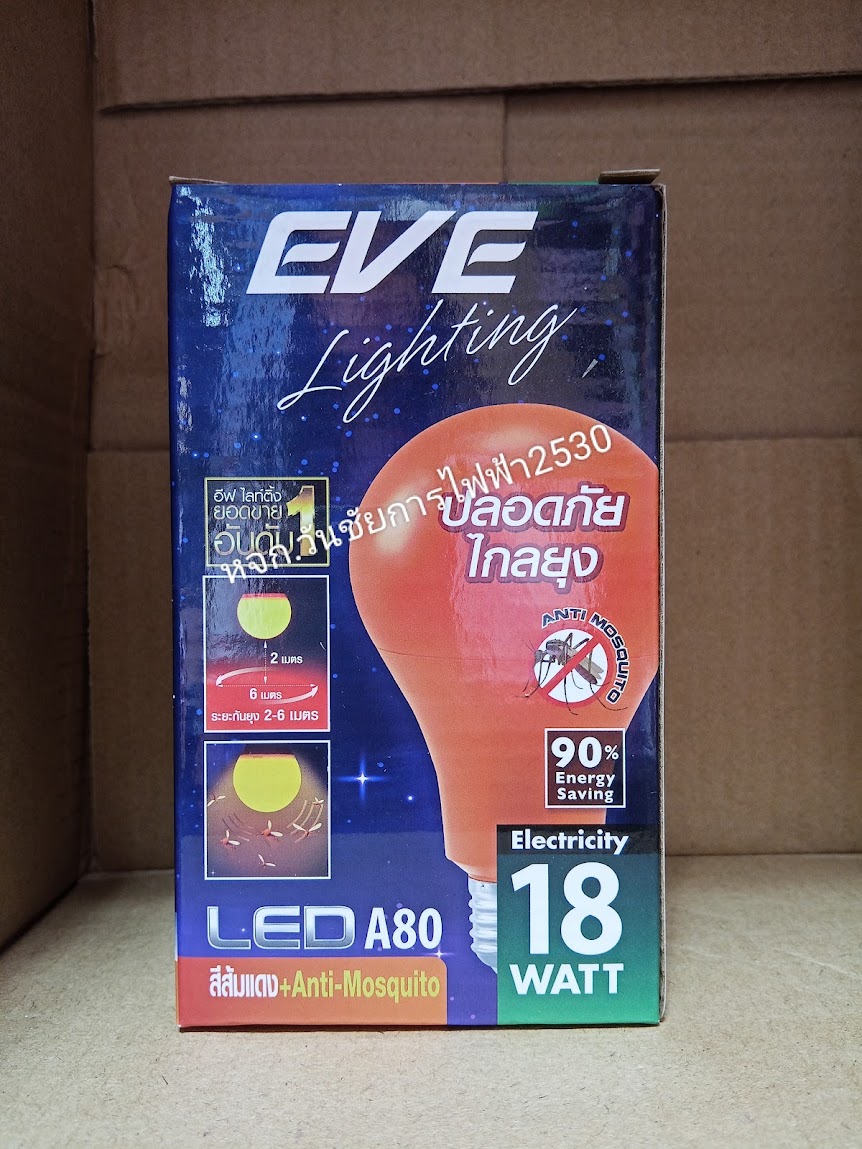 EVE
Lighting
อีฟ ไลท์ติ้ง
ยอดขาย
อันดับ 1
หจก.วันชัยการไฟฟ้า2530
ปลอดภัย
ไกลยุง
ANTI MOSQUITO
2 เมตร
6 เมตร
ระยะกันยุง 2-6 เมตร
90%
Energy
Saving
Electricity
18
WATT
LED A80
สีส้มแดง+Anti-Mosquito